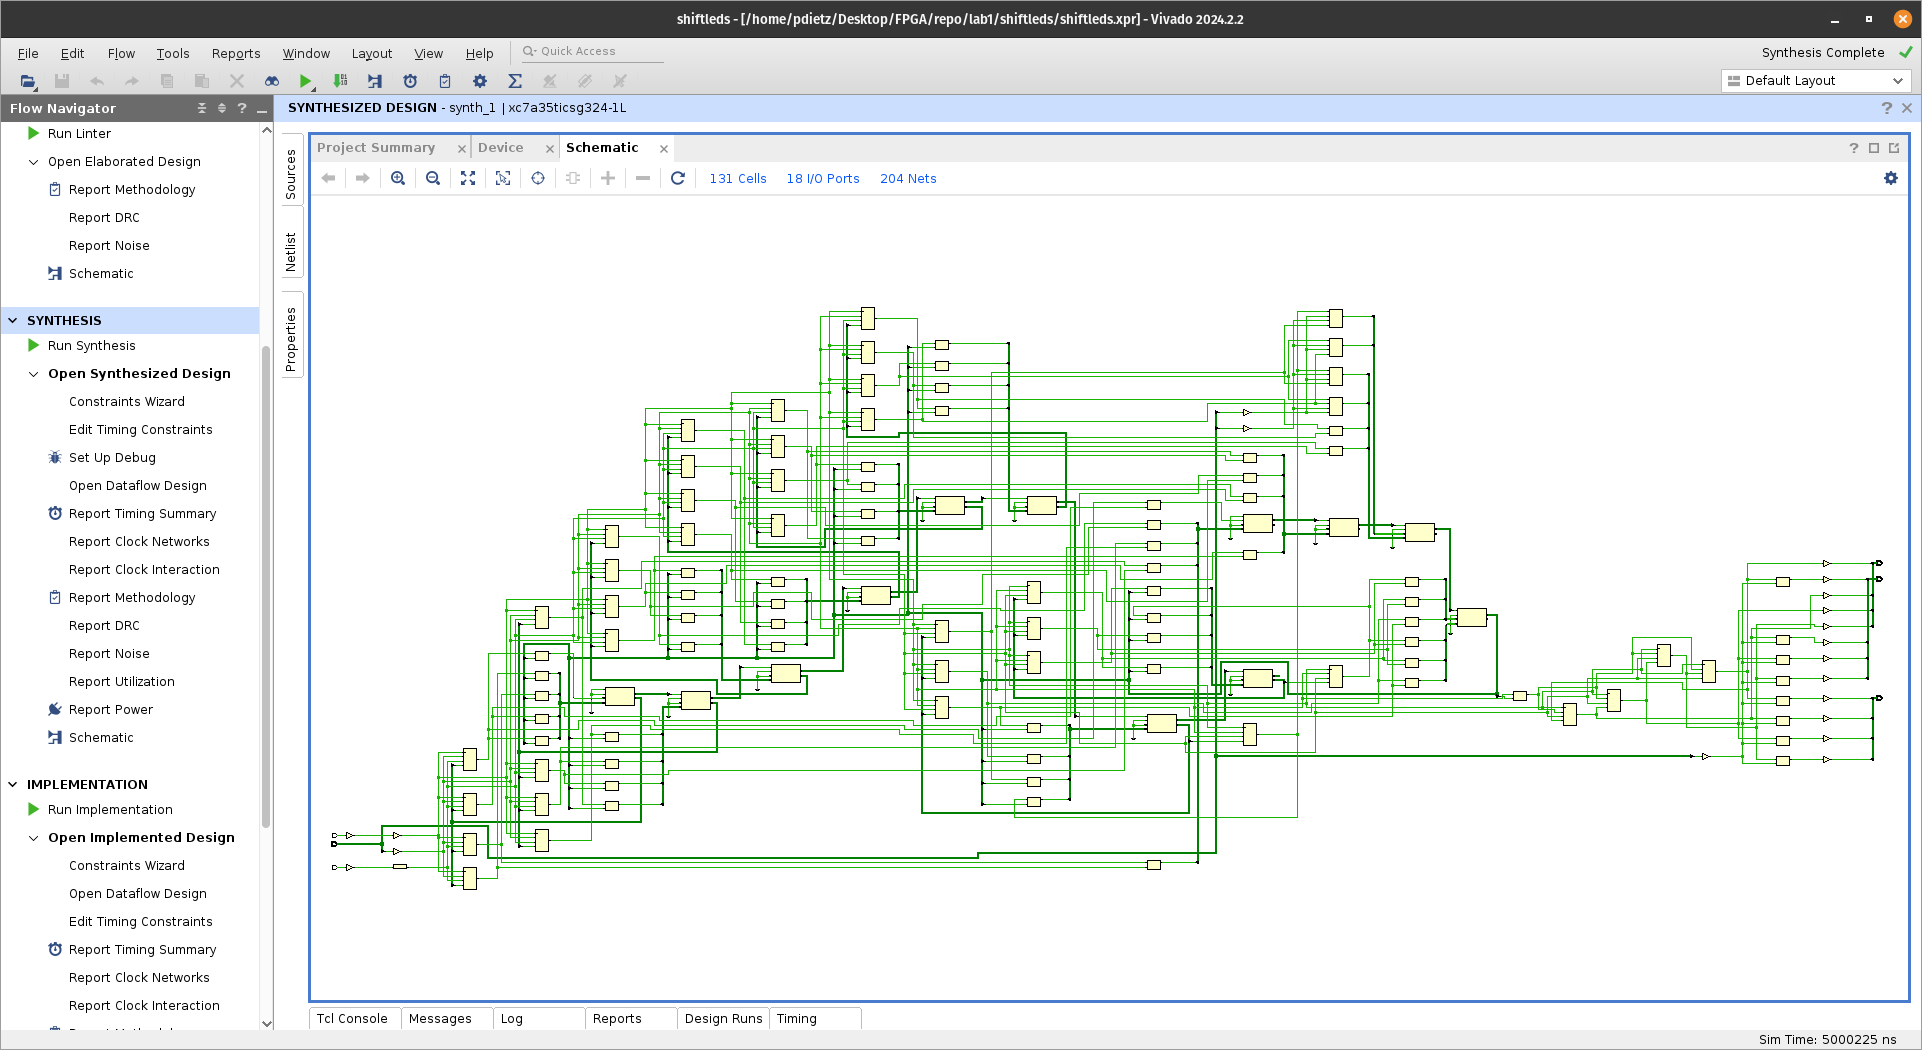 shiftleds - [/home/pdietz/Desktop/FPGA/repo/lab1/shiftleds/shiftleds.xpr] - Vivado 2024.2.2
File Edit Flow Tools Reports Window Layout View Help Quick Access
Synthesis Complete
Default Layout
Flow Navigator
Run Linter
Open Elaborated Design
Report Methodology
Report DRC
Report Noise
Schematic
SYNTHESIS
Run Synthesis
Open Synthesized Design
Constraints Wizard
Edit Timing Constraints
Set Up Debug
Open Dataflow Design
Report Timing Summary
Report Clock Networks
Report Clock Interaction
Report Methodology
Report DRC
Report Noise
Report Utilization
Report Power
Schematic
IMPLEMENTATION
Run Implementation
Open Implemented Design
Constraints Wizard
Open Dataflow Design
Edit Timing Constraints
Report Timing Summary
Report Clock Networks
Report Clock Interaction
SYNTHESIZED DESIGN - synth_1 | xc7a35ticsg324-1L
Sources
Netlist
Properties
Project Summary Device Schematic
131 Cells 18 I/O Ports 204 Nets
Tcl Console Messages Log Reports Design Runs Timing
Sim Time: 5000225 ns